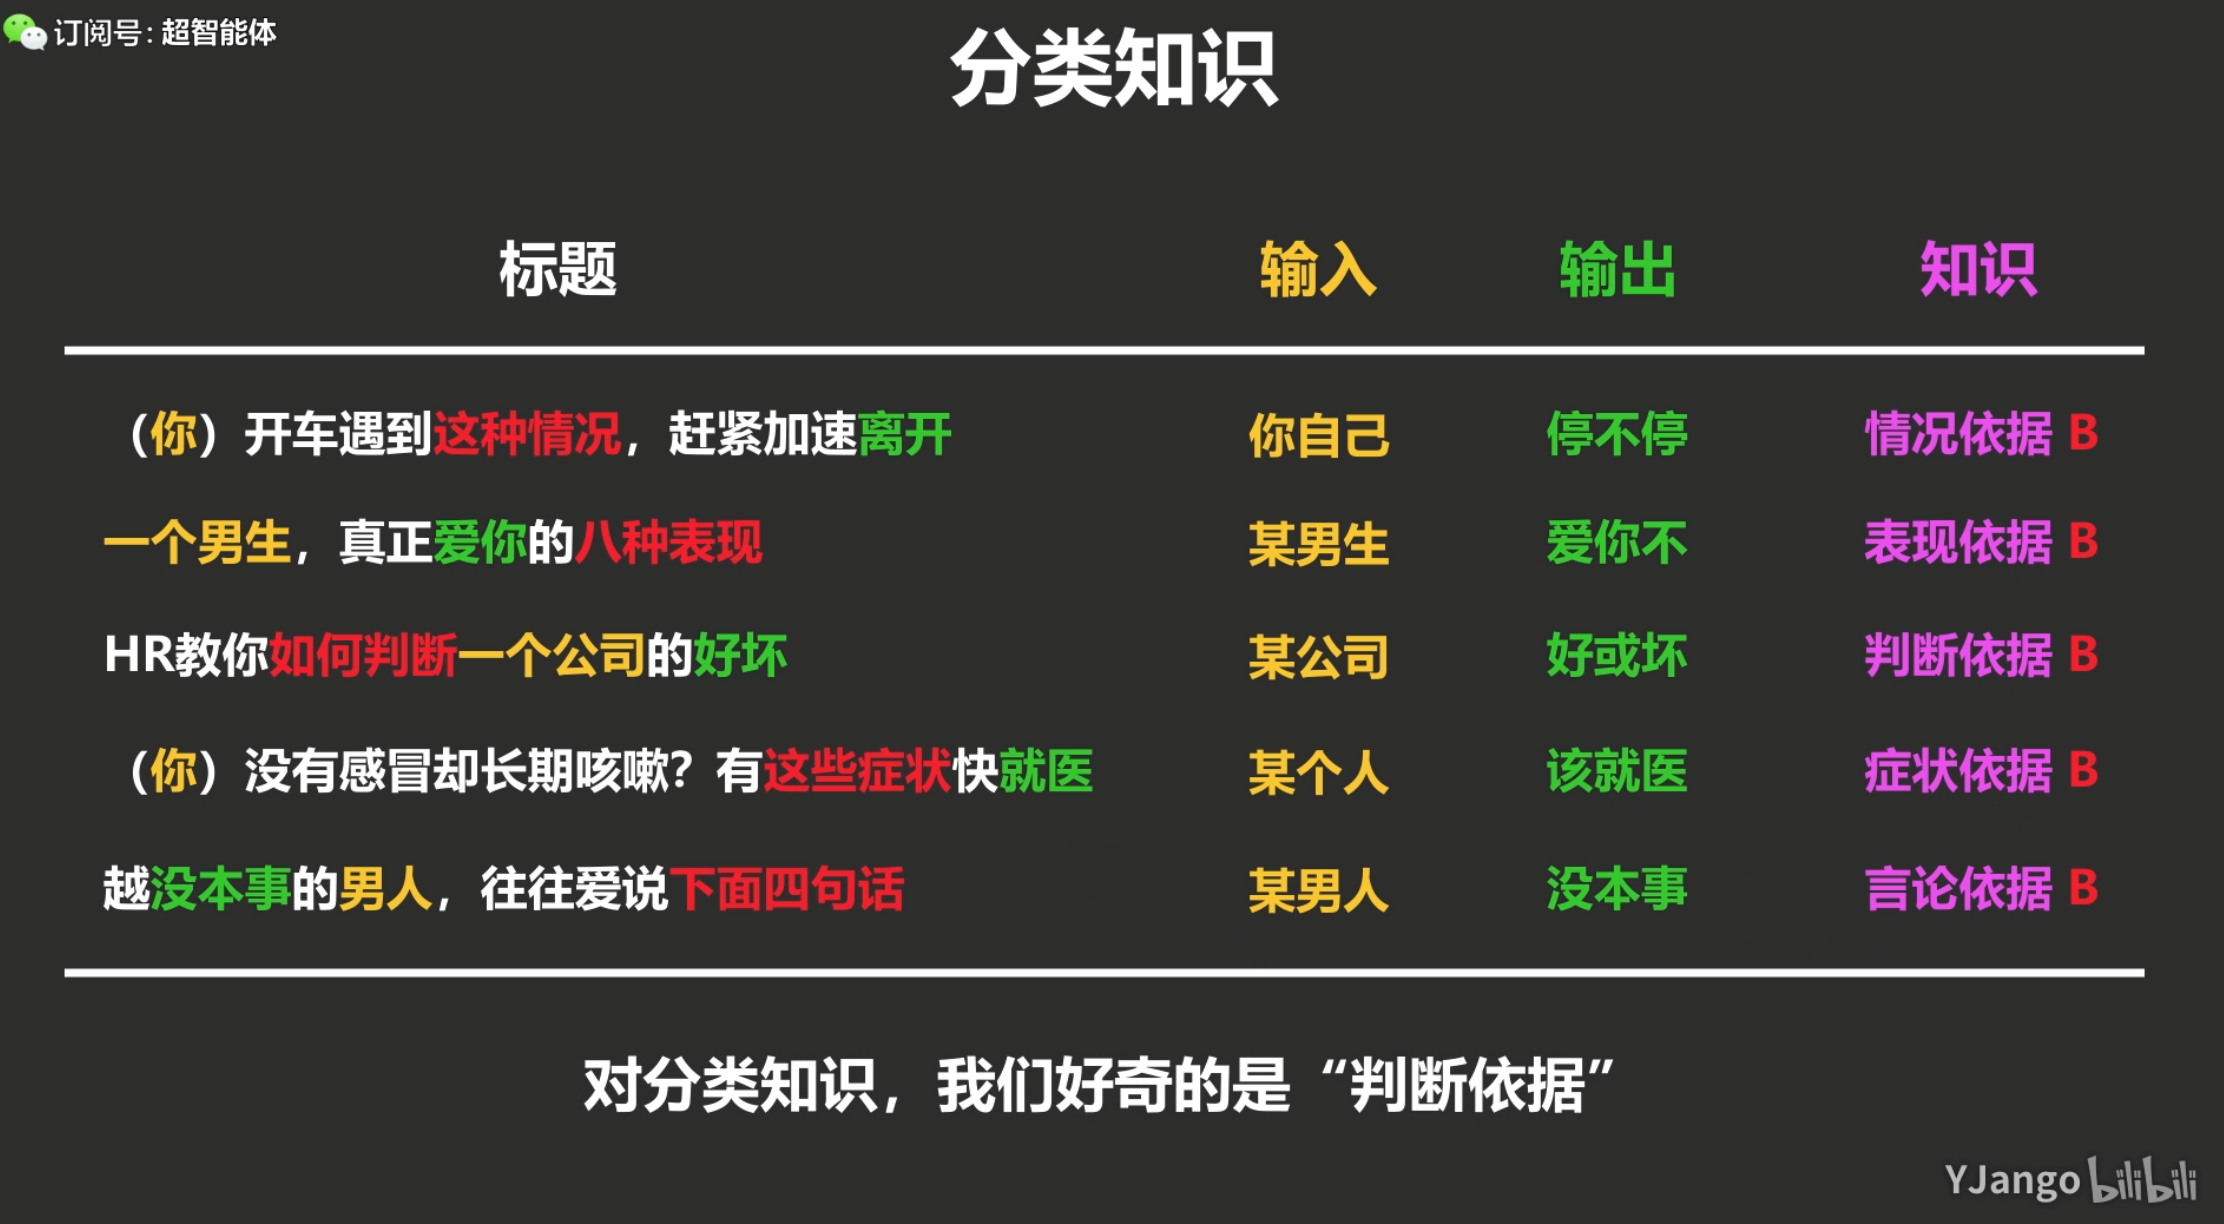 订阅号: 超智能体
分类知识
标题 输入 输出 知识
（你）开车遇到这种情况，赶紧加速离开 你自己 停不停 情况依据 B
一个男生，真正爱你的八种表现 某男生 爱你不 表现依据 B
HR教你如何判断一个公司的好坏 某公司 好或坏 判断依据 B
（你）没有感冒却长期咳嗽？有这些症状快就医 某个人 该就医 症状依据 B
越没本事的男人，往往爱说下面四句话 某男人 没本事 言论依据 B
对分类知识，我们好奇的是“判断依据”
YJango bilibili